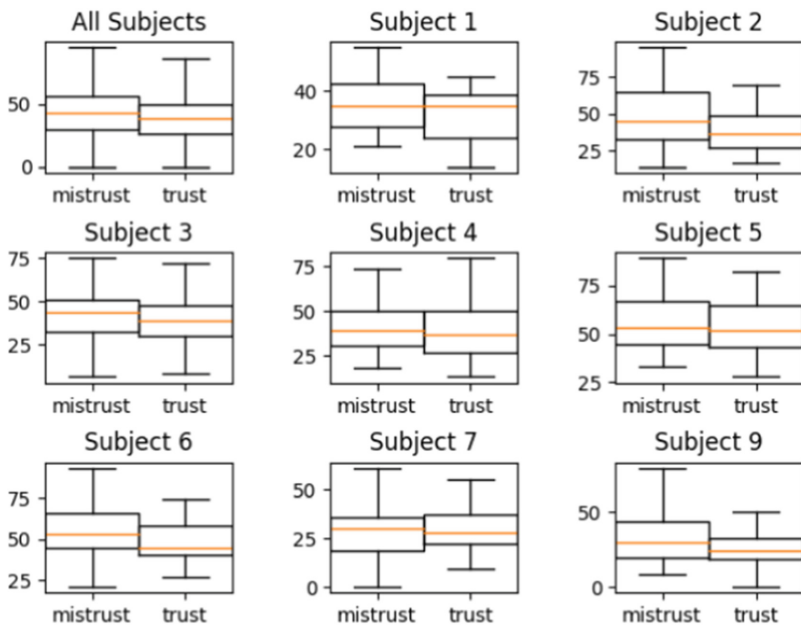 All Subjects
50
0
mistrust trust
Subject 1
40
20
mistrust trust
Subject 2
75
50
25
mistrust trust
Subject 3
75
50
25
mistrust trust
Subject 4
75
50
25
mistrust trust
Subject 5
75
50
25
mistrust trust
Subject 6
75
50
25
mistrust trust
Subject 7
50
25
0
mistrust trust
Subject 9
50
0
mistrust trust